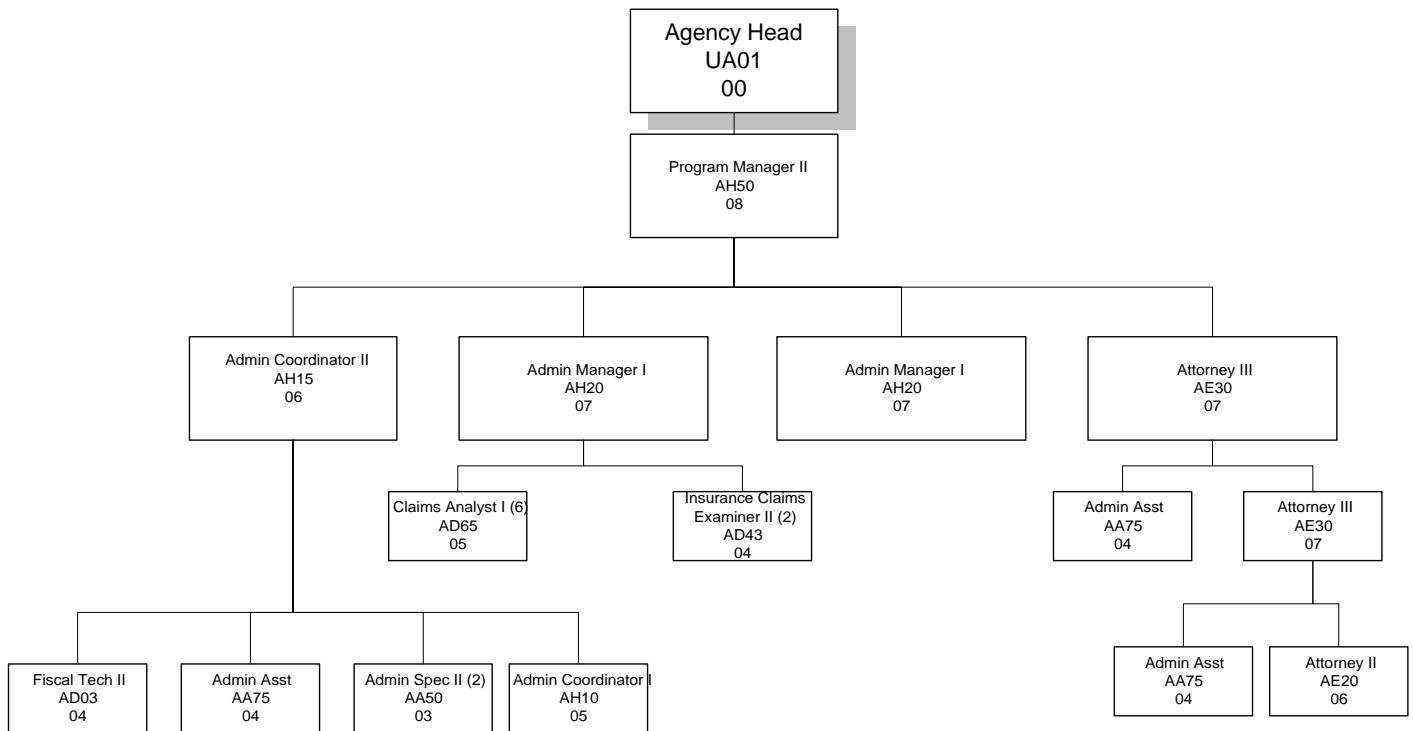 Agency Head
UA01
00
Program Manager II
AH50
08
Admin Coordinator II
AH15
06
Admin Manager I
AH20
07
Admin Manager I
AH20
07
Attorney III
AE30
07
Claims Analyst I (6)
AD65
05
Insurance Claims
Examiner II (2)
AD43
04
Admin Asst
AA75
04
Attorney III
AE30
07
Fiscal Tech II
AD03
04
Admin Asst
AA75
04
Admin Spec II (2)
AA50
03
Admin Coordinator I
AH10
05
Admin Asst
AA75
04
Attorney II
AE20
06